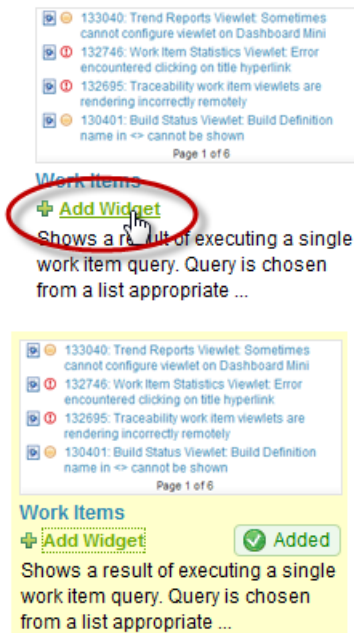 133040: Trend Reports Viewlet: Sometimes
cannot configure viewlet on Dashboard Mini
132746: Work Item Statistics Viewlet: Error
encountered clicking on title hyperlink
132695: Traceability work item viewlets are
rendering incorrectly remotely
130401: Build Status Viewlet: Build Definition
name in <> cannot be shown
Page 1 of 6
Work Items
Add Widget
Shows a result of executing a single
work item query. Query is chosen
from a list appropriate ...
133040: Trend Reports Viewlet: Sometimes
cannot configure viewlet on Dashboard Mini
132746: Work Item Statistics Viewlet: Error
encountered clicking on title hyperlink
132695: Traceability work item viewlets are
rendering incorrectly remotely
130401: Build Status Viewlet: Build Definition
name in <> cannot be shown
Page 1 of 6
Work Items
Add Widget Added
Shows a result of executing a single
work item query. Query is chosen
from a list appropriate ...